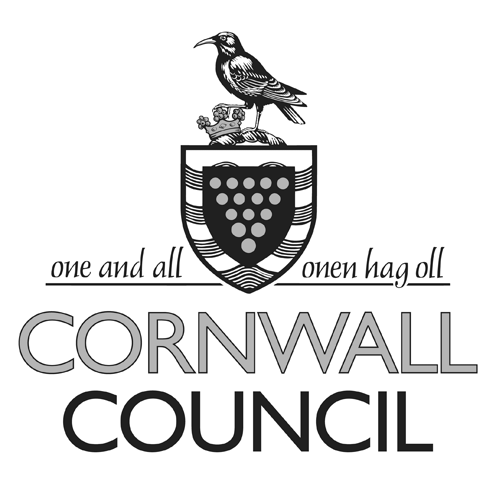 one and all onen hag oll
CORNWALL
COUNCIL